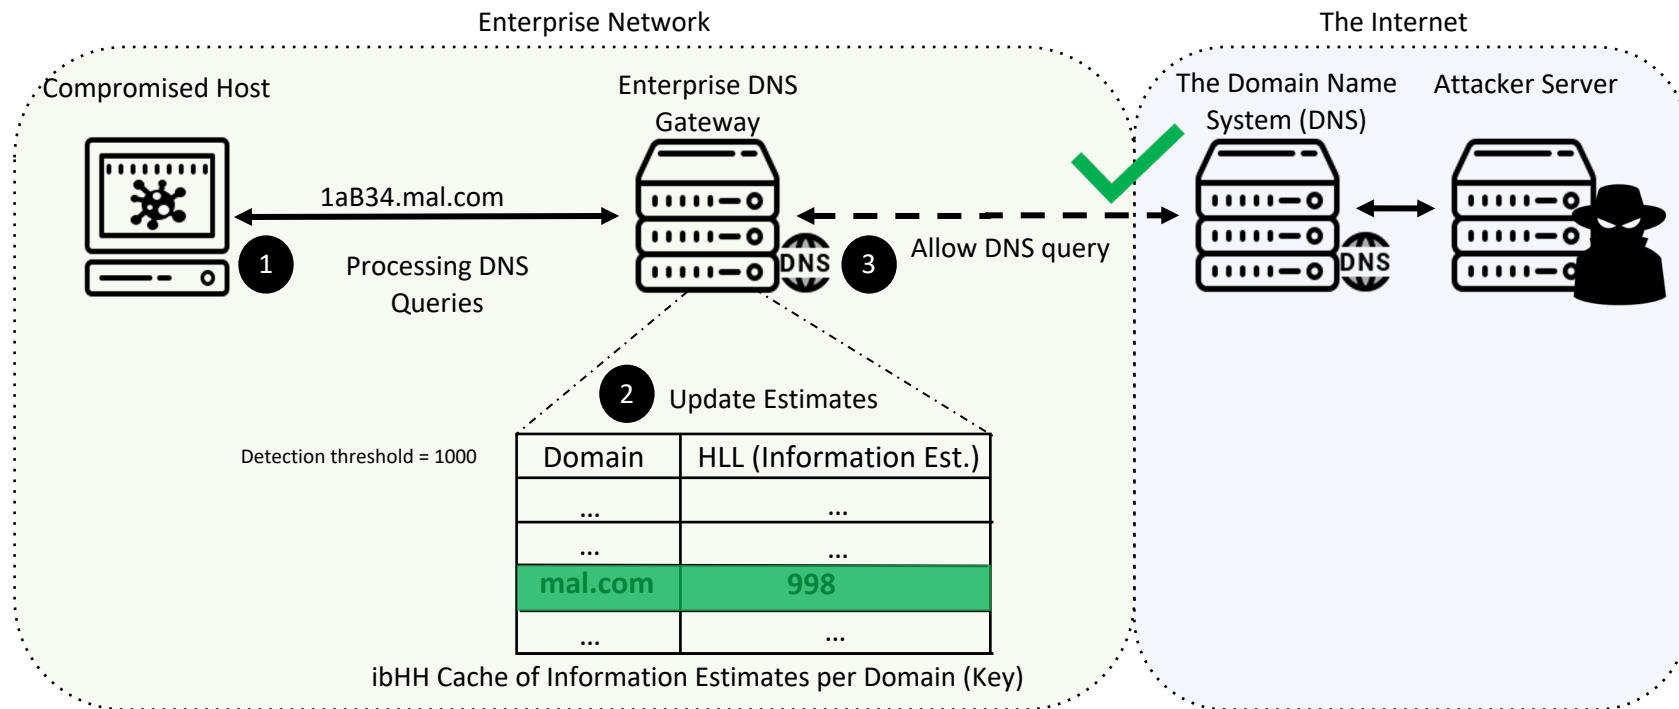 Enterprise Network
The Internet
Compromised Host
Enterprise DNS
Gateway
The Domain Name
System (DNS)
Attacker Server
1aB34.mal.com
1
Processing DNS
Queries
DNS
3
Allow DNS query
DNS
2
Update Estimates
Detection threshold = 1000
Domain
HLL (Information Est.)
...
...
...
...
mal.com
998
...
...
ibHH Cache of Information Estimates per Domain (Key)